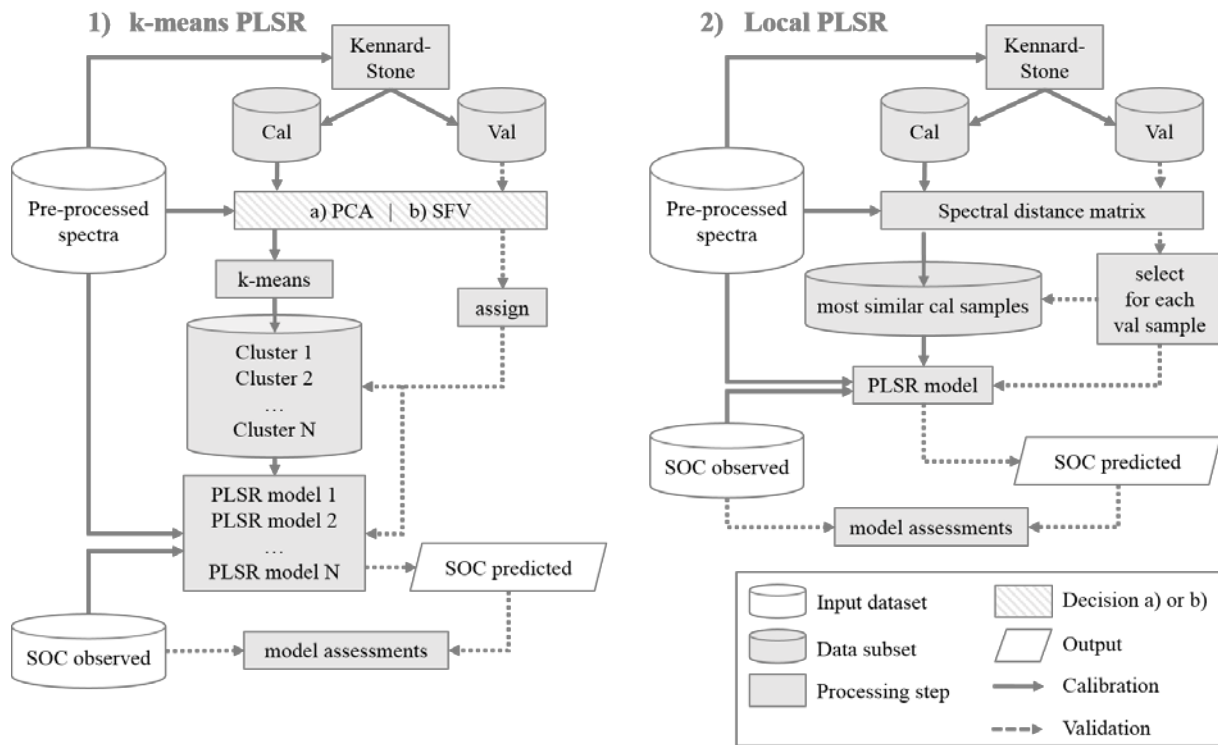 1) k-means PLSR
Kennard-
Stone
Cal
Val
Pre-processed
spectra
a) PCA | b) SFV
k-means
assign
Cluster 1
Cluster 2
…
Cluster N
PLSR model 1
PLSR model 2
…
PLSR model N
SOC predicted
SOC observed
model assessments
2) Local PLSR
Kennard-
Stone
Cal
Val
Pre-processed
spectra
Spectral distance matrix
most similar cal samples
select
for each
val sample
PLSR model
SOC observed
SOC predicted
model assessments
Input dataset
Data subset
Processing step
Decision a) or b)
Output
Calibration
Validation